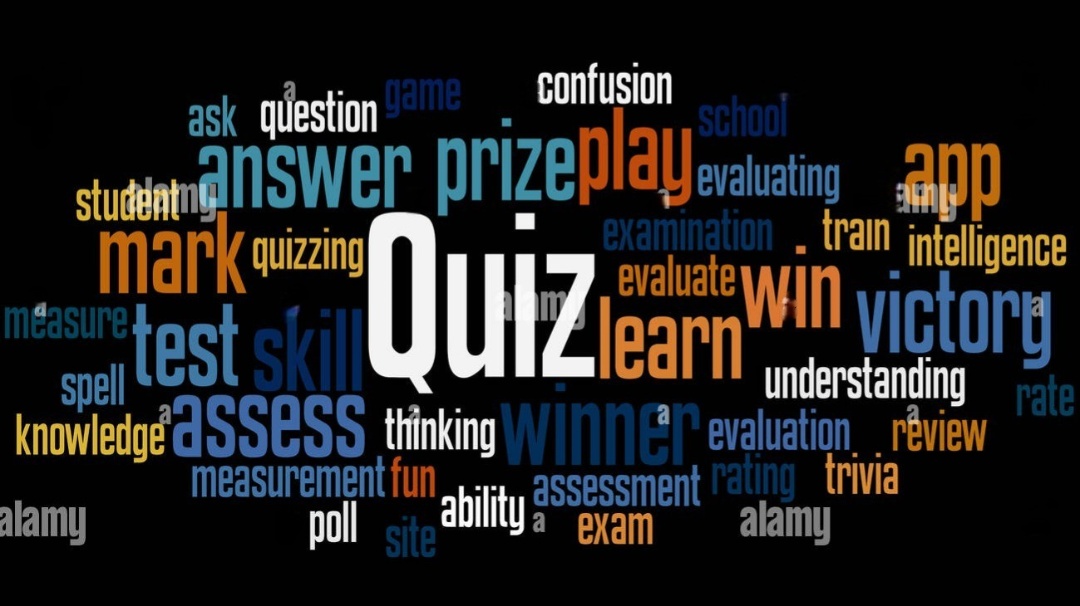 confusion
game
ask
question
school
answer
prize
play
evaluating
app
student
alamy
alamy
mark
quizzing
Quiz
examination
train
intelligence
evaluate
win
victory
alamy
measure
test
skill
learn
understanding
spell
rate
knowledge
assess
thinking
winner
evaluation
review
measurement
fun
assessment
rating
trivia
ability
poll
site
exam
alamy
alamy
a
a
a
a
a
a
a
a
a
a